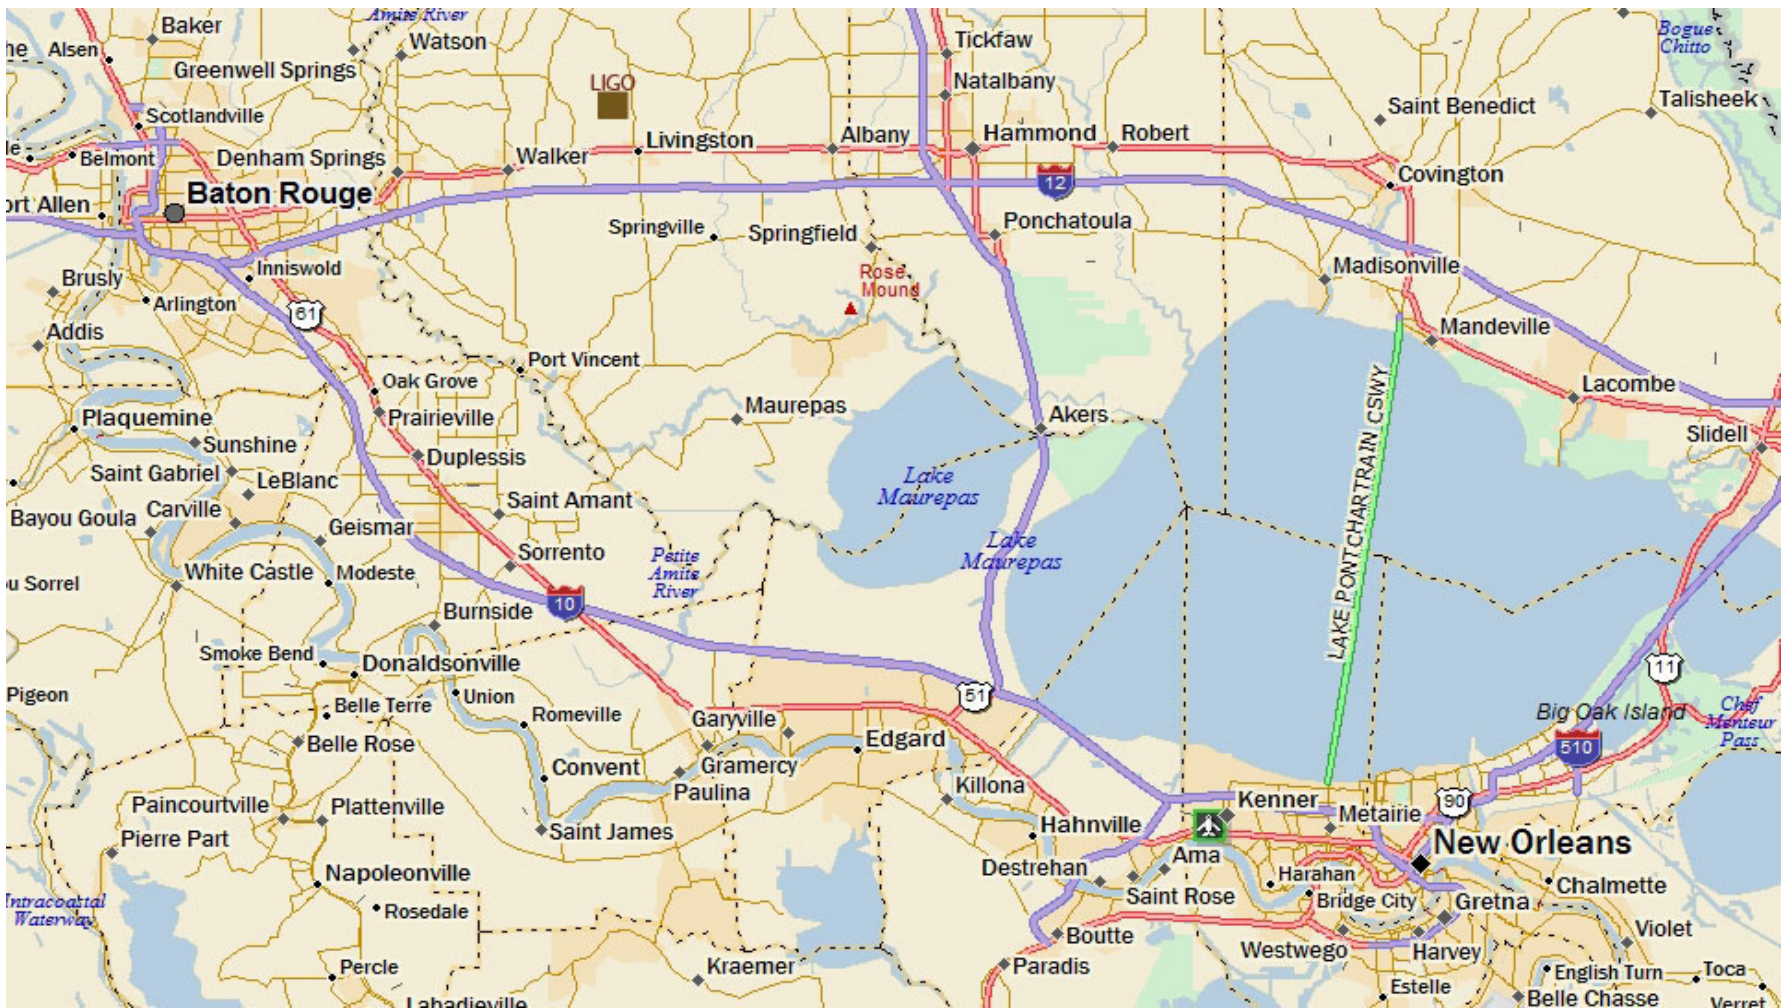 Amite River
Baker
Watson
he
Alsen
Greenwell Springs
LIGO
Tickfaw
Natalbany
Bogue
Chitto
Saint Benedict
Talisheek
Scotlandville
Belmont
Denham Springs
Walker
Livingston
Albany
Hammond
Robert
Covington
12
Baton Rouge
ort Allen
Springville
Springfield
Ponchatoula
Inniswold
Madisonville
Brusly
Arlington
61
Rose
Mound
Addis
Port Vincent
Mandeville
Oak Grove
Lacombe
Plaquemine
Prairieville
Maurepas
Akers
Sunshine
Slidell
Saint Gabriel
Duplessis
LeBlanc
Lake
Maurepas
Saint Amant
Bayou Goula
Carville
Geismar
Lake
Maurepas
LAKE PONTCHARTRAIN CSWY
Sorrento
Petite
Amite
River
White Castle
Modeste
u Sorrel
Burnside
10
Smoke Bend
Donaldsonville
11
Pigeon
Union
51
Belle Terre
Romeville
Garyville
Big Oak Island
Chef
Menteur
Pass
Belle Rose
Edgard
510
Convent
Gramercy
Killona
Paulina
Paincourtville
Plattenville
Kenner
90
Metairie
Pierre Part
Saint James
Hahnville
New Orleans
Ama
Destrehan
Napoleonville
Harahan
Chalmette
Saint Rose
Bridge City
Gretna
Intracoastal
Waterway
Rosedale
Boutte
Westwego
Harvey
Violet
Percle
Kraemer
Paradis
English Turn
Toca
Estelle
Labadieville
Belle Chasse
Verret